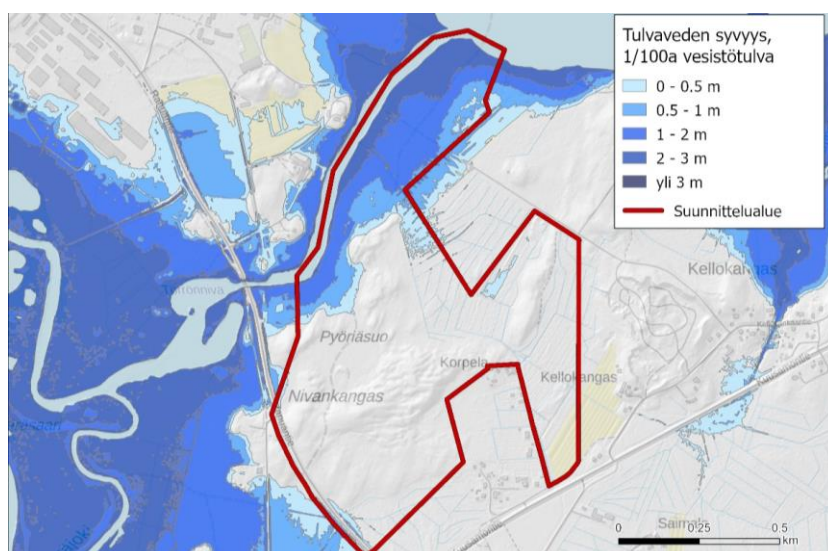 Tulvaveden syvyys,
1/100a vesistötulva
0 - 0.5 m
0.5 - 1 m
1 - 2 m
2 - 3 m
yli 3 m
Suunnittelualue
Kellokangas
Pyöriäsuo
Korpela
Kellokangas
Nivankangas
0 0.25 0.5
km